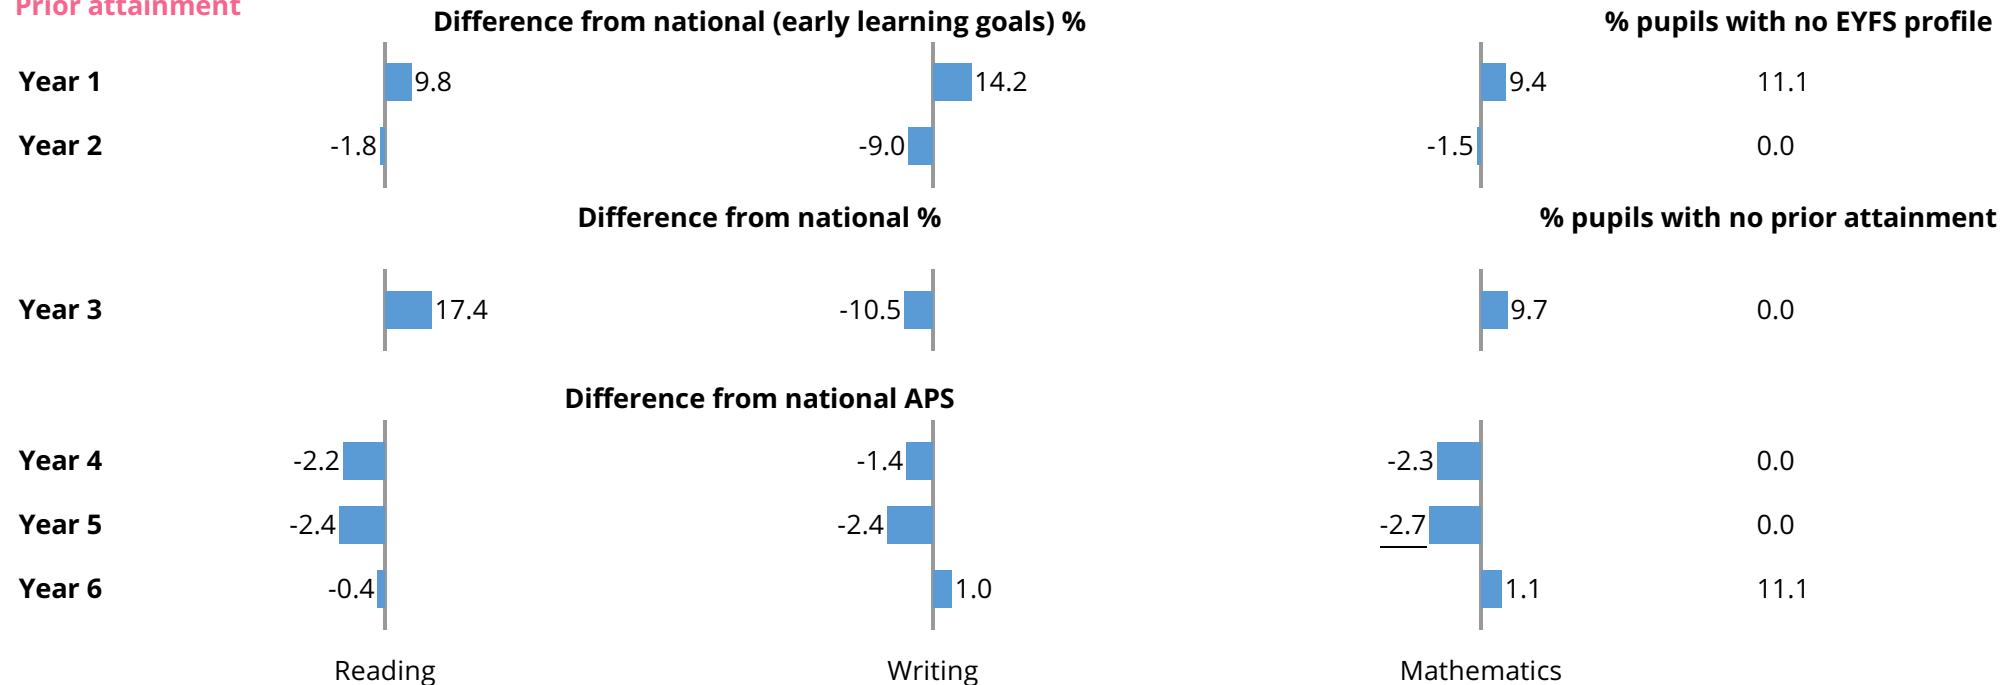 Prior attainment
Difference from national (early learning goals) % % pupils with no EYFS profile
Year 1 9.8 14.2 9.4 11.1
Year 2 -1.8 -9.0 -1.5 0.0
Difference from national % % pupils with no prior attainment
Year 3 17.4 -10.5 9.7 0.0
Difference from national APS
Year 4 -2.2 -1.4 -2.3 0.0
Year 5 -2.4 -2.4 -2.7 0.0
Year 6 -0.4 1.0 1.1 11.1
Reading Writing Mathematics